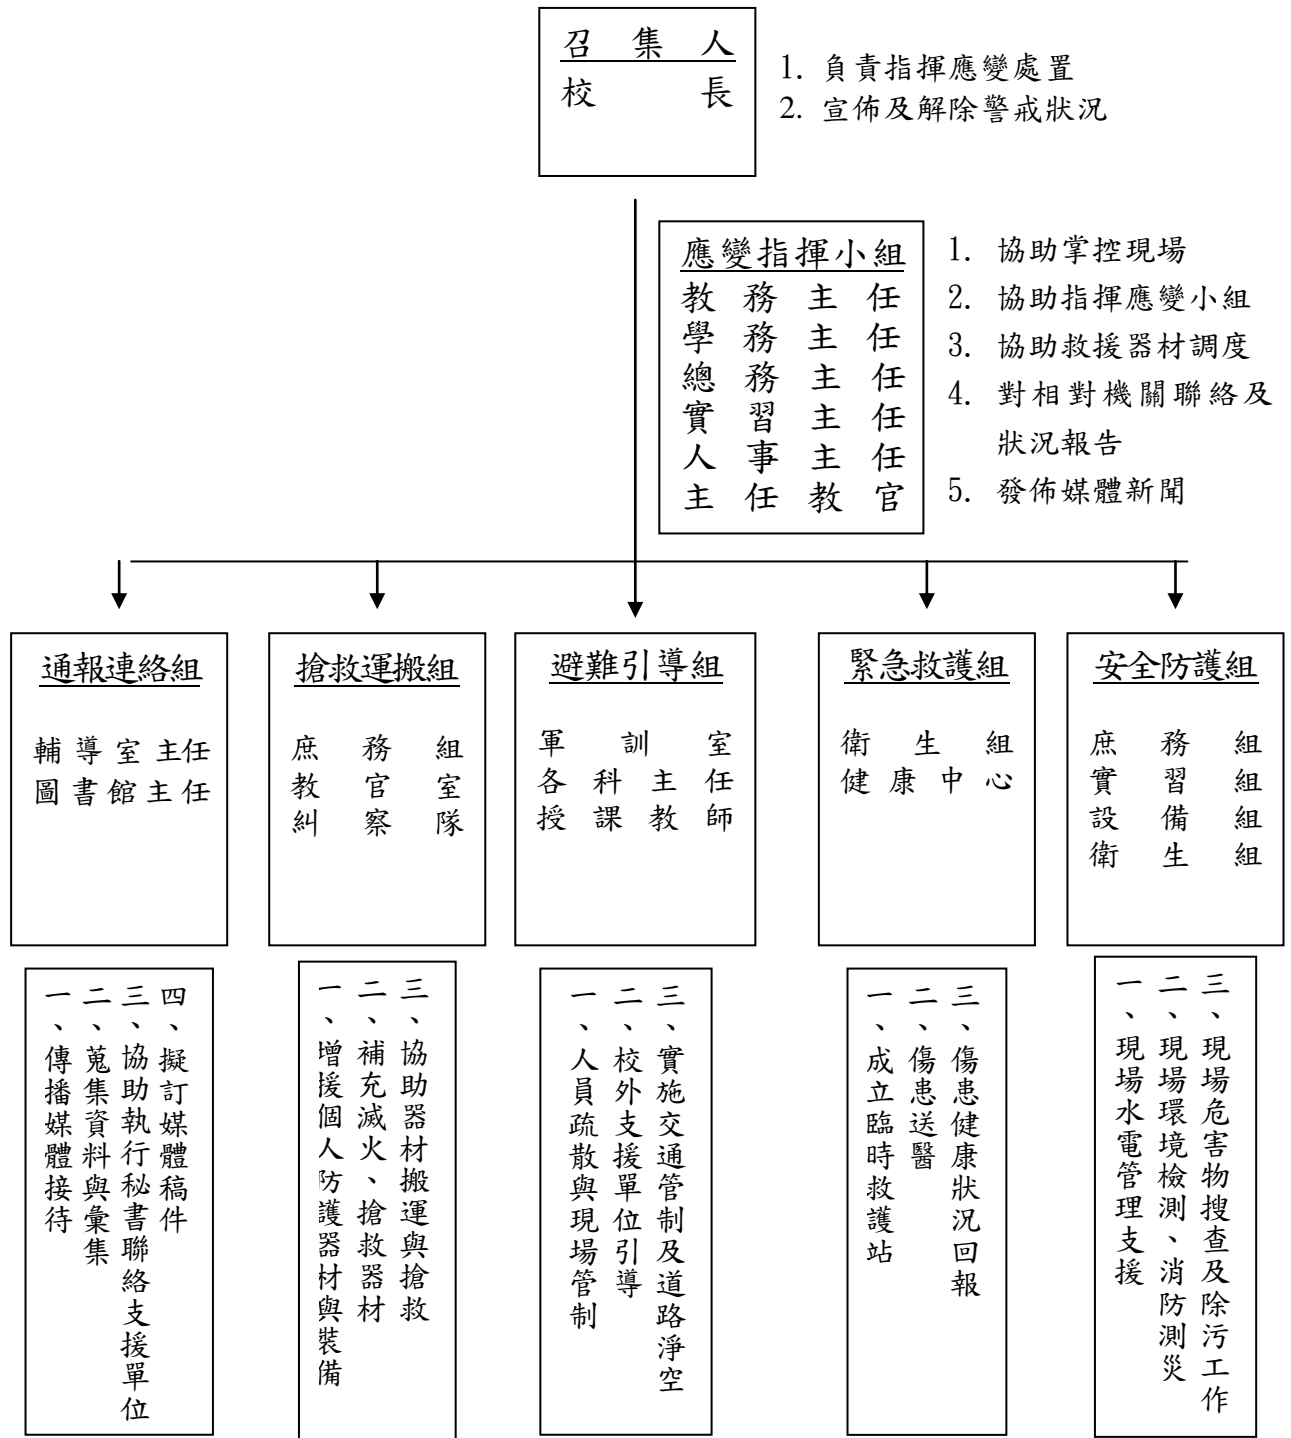 召集人
校長
1. 負責指揮應變處置
2. 宣佈及解除警戒狀況
應變指揮小組
教務主任
學務主任
總務主任
實習主任
人事主任
主任教官
1. 協助掌控現場
2. 協助指揮應變小組
3. 協助救援器材調度
4. 對相對機關聯絡及
狀況報告
5. 發佈媒體新聞
通報連絡組
輔導室主任
圖書館主任
搶救運搬組
庶務組
教官室
糾察隊
避難引導組
軍訓室
各科主任
授課教師
緊急救護組
衛生組
健康中心
安全防護組
庶務組
實習組
設備組
衛生組
一、傳播媒體接待
二、蒐集資料與彙集
三、協助執行秘書聯絡支援單位
四、擬訂媒體稿件
一、增援個人防護器材與裝備
二、補充滅火、搶救器材
三、協助器材搬運與搶救
一、人員疏散與現場管制
二、校外支援單位引導
三、實施交通管制及道路淨空
一、成立臨時救護站
二、傷患送醫
三、傷患健康狀況回報
一、現場水電管理支援
二、現場環境檢測、消防測災
三、現場危害物搜查及除污工作